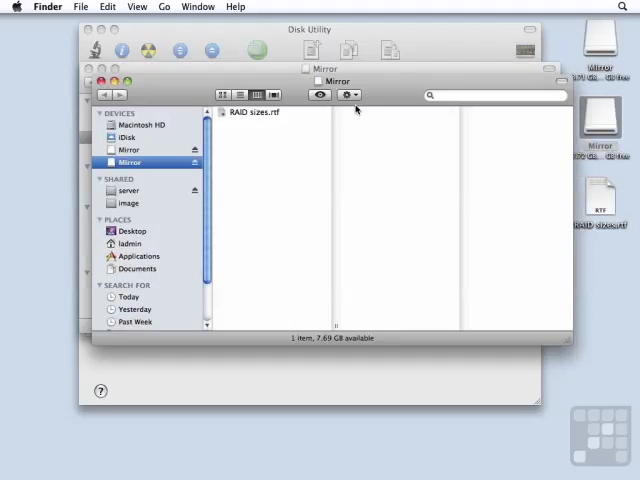 Finder File Edit View Go Window Help
Disk Utility
Mirror
Mirror
DEVICES
Macintosh HD
iDisk
Mirror
Mirror
SHARED
server
image
PLACES
Desktop
ladmin
Applications
Documents
SEARCH FOR
Today
Yesterday
Past Week
RAID sizes.rtf
1 item, 7.69 GB available
?
Mirror
Mirror
RTF
RAID sizes.rtf